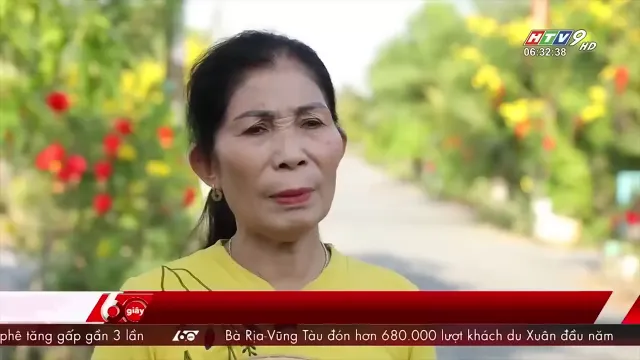 HTV9 HD
06:32:38
60 giây
phê tăng gấp gần 3 lần 60 Bà Rịa-Vũng Tàu đón hơn 680.000 lượt khách du Xuân đầu năm